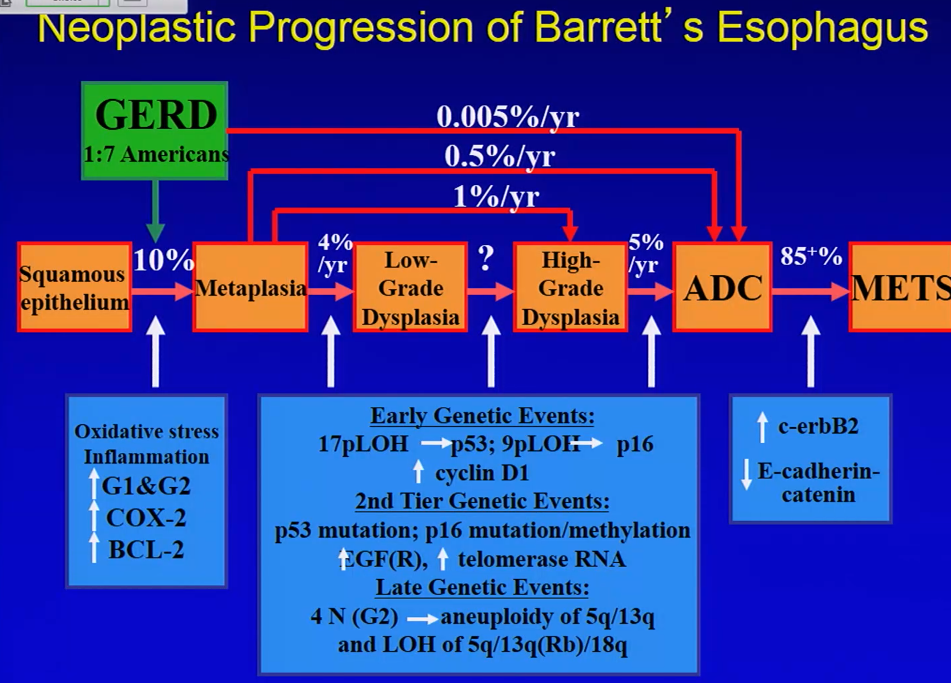 Neoplastic Progression of Barrett’s Esophagus
GERD
1:7 Americans
0.005%/yr
0.5%/yr
1%/yr
Squamous
epithelium
10%
Metaplasia
4%
/yr
Low-
Grade
Dysplasia
?
High-
Grade
Dysplasia
5%
/yr
ADC
85+%
METS
Oxidative stress
Inflammation
↑G1&G2
↑ COX-2
↑ BCL-2
Early Genetic Events:
17pLOH →p53; 9pLOH→ p16
↑ cyclin D1
2nd Tier Genetic Events:
p53 mutation; p16 mutation/methylation
↑EGF(R), ↑ telomerase RNA
Late Genetic Events:
4 N (G2) →aneuploidy of 5q/13q
and LOH of 5q/13q(Rb)/18q
↑ c-erbB2
↓ E-cadherin-
catenin